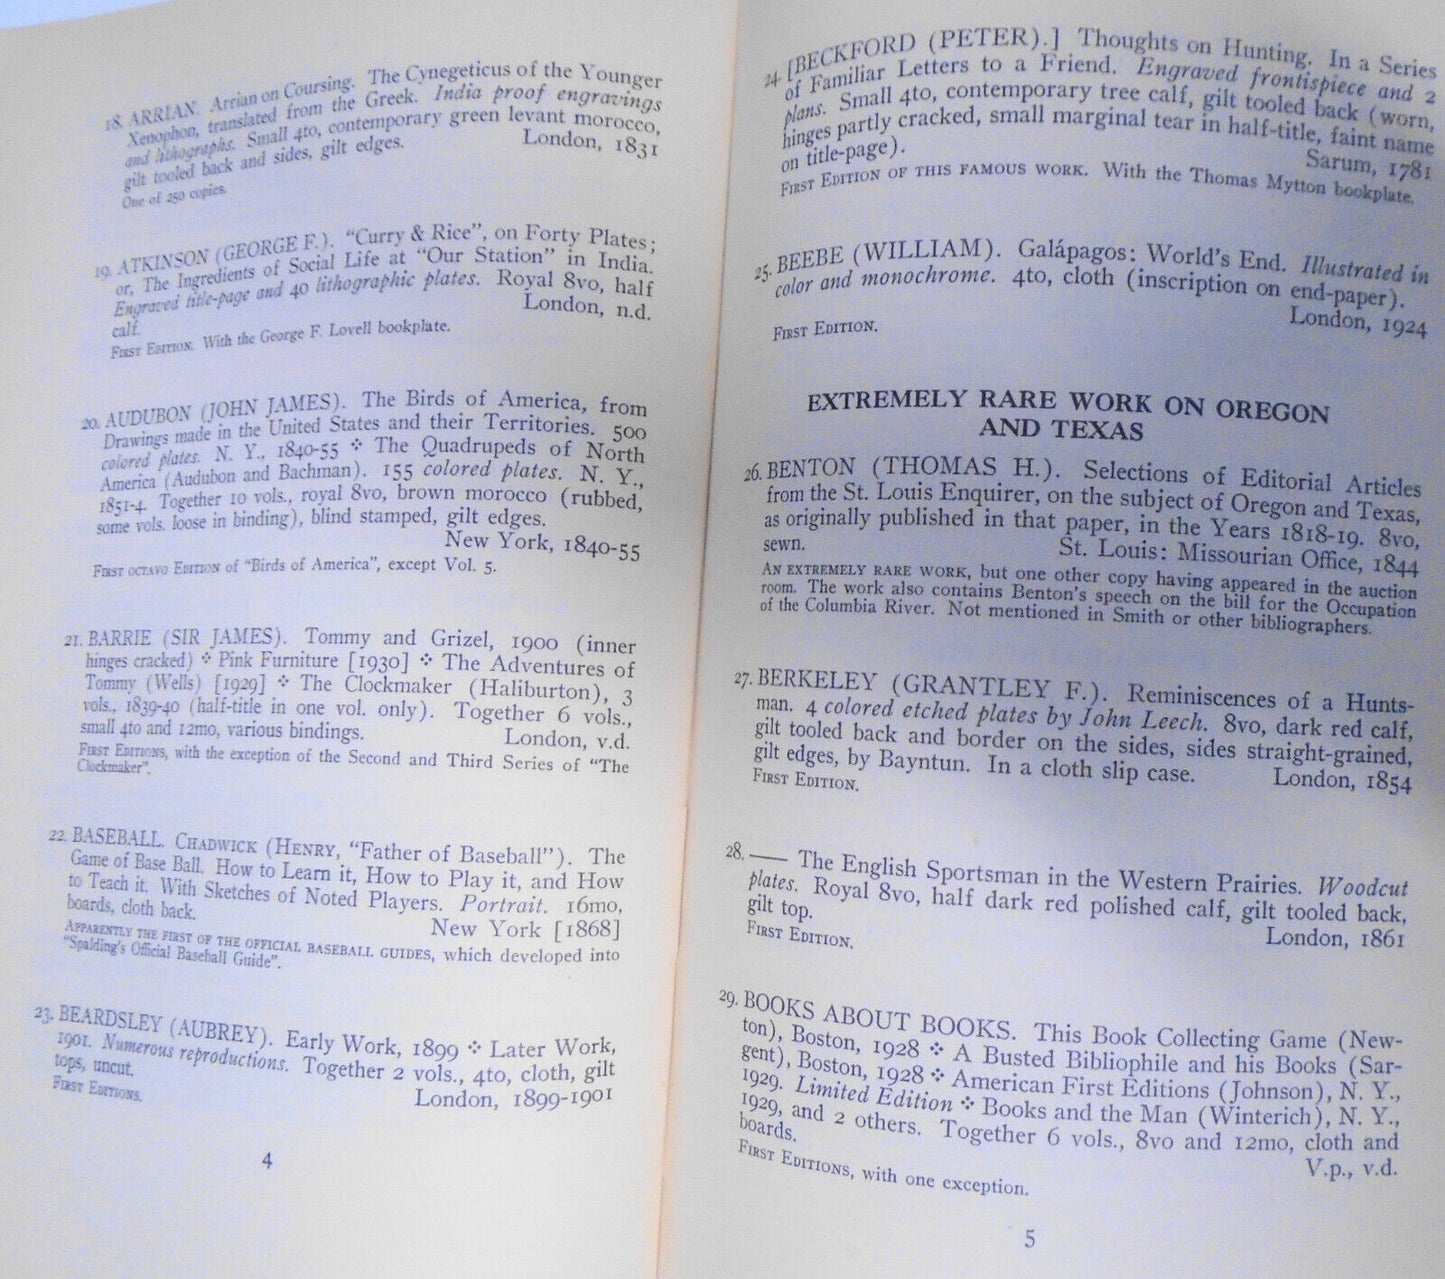 18. ARRIAN. Arrian on Coursing. The Cynegeticus of the Younger
Xenophon, translated from the Greek. India proof engravings
and lithographs. Small 4to, contemporary green levant morocco,
gilt tooled back and sides, gilt edges. London, 1831
One of 250 copies.
19. ATKINSON (GEORGE F.). “Curry & Rice”, on Forty Plates;
or, The Ingredients of Social Life at “Our Station” in India.
Engraved title-page and 40 lithographic plates. Royal 8vo, half
calf. London, n.d.
FIRST EDITION. With the George F. Lovell bookplate.
20. AUDUBON (JOHN JAMES). The Birds of America, from
Drawings made in the United States and their Territories. 500
colored plates. N. Y., 1840-55 ⁘ The Quadrupeds of North
America (Audubon and Bachman). 155 colored plates. N. Y.,
1851-4. Together 10 vols., royal 8vo, brown morocco (rubbed,
some vols. loose in binding), blind stamped, gilt edges.
New York, 1840-55
FIRST OCTAVO EDITION of “Birds of America”, except Vol. 5.
21. BARRIE (SIR JAMES). Tommy and Grizel, 1900 (inner
hinges cracked) ⁘ Pink Furniture [1930] ⁘ The Adventures of
Tommy (Wells) [1929] ⁘ The Clockmaker (Haliburton), 3
vols., 1839-40 (half-title in one vol. only). Together 6 vols.,
small 4to and 12mo, various bindings. London, v.d.
FIRST EDITIONS, with the exception of the Second and Third Series of “The
Clockmaker”.
22. BASEBALL. CHADWICK (HENRY, “Father of Baseball”). The
Game of Base Ball. How to Learn it, How to Play it, and How
to Teach it. With Sketches of Noted Players. Portrait. 16mo,
boards, cloth back. New York [1868]
APPARENTLY THE FIRST OF THE OFFICIAL BASEBALL GUIDES, which developed into
“Spalding’s Official Baseball Guide”.
23. BEARDSLEY (AUBREY). Early Work, 1899 ⁘ Later Work,
1901. Numerous reproductions. Together 2 vols., 4to, cloth, gilt
tops, uncut. London, 1899-1901
FIRST EDITIONS.
4
24. [BECKFORD (PETER).] Thoughts on Hunting. In a Series
of Familiar Letters to a Friend. Engraved frontispiece and 2
plans. Small 4to, contemporary tree calf, gilt tooled back (worn,
hinges partly cracked, small marginal tear in half-title, faint name
on title-page). Sarum, 1781
FIRST EDITION OF THIS FAMOUS WORK. With the Thomas Mytton bookplate.
25. BEEBE (WILLIAM). Galápagos: World’s End. Illustrated in
color and monochrome. 4to, cloth (inscription on end-paper).
London, 1924
FIRST EDITION.
EXTREMELY RARE WORK ON OREGON
AND TEXAS
26. BENTON (THOMAS H.). Selections of Editorial Articles
from the St. Louis Enquirer, on the subject of Oregon and Texas,
as originally published in that paper, in the Years 1818-19. 8vo,
sewn. St. Louis: Missourian Office, 1844
AN EXTREMELY RARE WORK, but one other copy having appeared in the auction
room. The work also contains Benton’s speech on the bill for the Occupation
of the Columbia River. Not mentioned in Smith or other bibliographers.
27. BERKELEY (GRANTLEY F.). Reminiscences of a Hunts-
man. 4 colored etched plates by John Leech. 8vo, dark red calf,
gilt tooled back and border on the sides, sides straight-grained,
gilt edges, by Bayntun. In a cloth slip case. London, 1854
FIRST EDITION.
28. —— The English Sportsman in the Western Prairies. Woodcut
plates. Royal 8vo, half dark red polished calf, gilt tooled back,
gilt top. London, 1861
FIRST EDITION.
29. BOOKS ABOUT BOOKS. This Book Collecting Game (New-
ton), Boston, 1928 ⁘ A Busted Bibliophile and his Books (Sar-
gent), Boston, 1928 ⁘ American First Editions (Johnson), N. Y.,
1929. Limited Edition ⁘ Books and the Man (Winterich), N. Y.,
1929, and 2 others. Together 6 vols., 8vo and 12mo, cloth and
boards. V.p., v.d.
FIRST EDITIONS, with one exception.
5